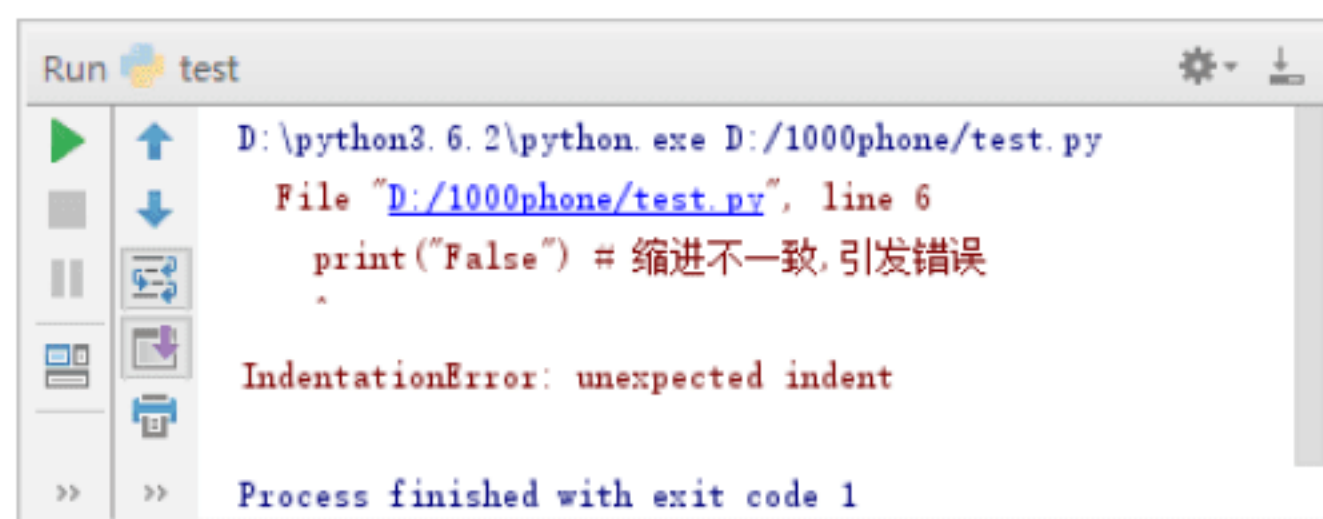 Run test
D:\python3.6.2\python.exe D:/1000phone/test.py
File "D:/1000phone/test.py", line 6
print("False") # 缩进不一致,引发错误
^
IndentationError: unexpected indent
Process finished with exit code 1